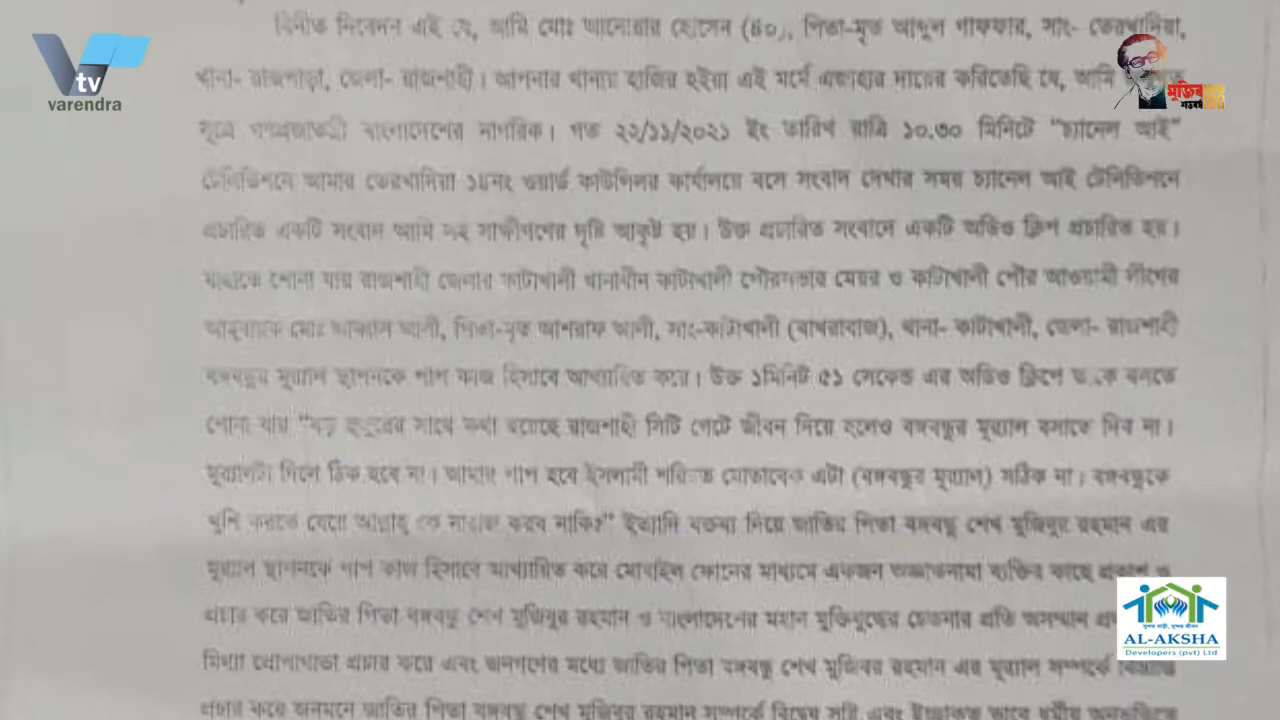 বিনীত নিবেদন এই যে, আমি মোঃ আনোয়ার হোসেন (৪০), পিতা-মৃত আব্দুল গাফফার, সাং- তেরখাদিয়া,
থানা- রাজপাড়া, জেলা- রাজশাহী। আপনার থানায় হাজির হইয়া এই মর্মে এজাহার দায়ের করিতেছি যে, আমি
সূত্রে গণপ্রজাতন্ত্রী বাংলাদেশের নাগরিক। গত ২২/১১/২০২১ ইং তারিখ রাত্রি ১০.৩০ মিনিটে "চ্যানেল আই"
টেলিভিশনে আমার তেরখাদিয়া ১৪নং ওয়ার্ড কাউন্সিলর কার্যালয়ে বসে সংবাদ দেখার সময় চ্যানেল আই টেলিভিশনে
প্রচারিত একটি সংবাদ আমি সহ সাক্ষীগণের দৃষ্টি আকৃষ্ট হয়। উক্ত প্রচারিত সংবাদে একটি অডিও ক্লিপ প্রচারিত হয়।
যাহাতে শোনা যায় রাজশাহী জেলার কাটাখালী থানাধীন কাটাখালী পৌরসভার মেয়র ও কাটাখালী পৌর আওয়ামী লীগের
আহ্বায়ক মোঃ আব্বাস আলী, পিতা-মৃত আশরাফ আলী, সাং-কাটাখালী (বাখরাবাজ), থানা- কাটাখালী, জেলা- রাজশাহী
বঙ্গবন্ধুর ম্যুরাল স্থাপনকে পাপ কাজ হিসাবে আখ্যায়িত করে। উক্ত ১মিনিট ৫১ সেকেন্ড এর অডিও ক্লিপে বলতে
শোনা যায় "বড় হুজুরের সাথে কথা হয়েছে রাজশাহী সিটি গেটে জীবন দিয়ে হলেও বঙ্গবন্ধুর ম্যুরাল বসাতে দিব না।
ম্যুরালটা দিলে ঠিক হবে না। আমার পাপ হবে ইসলামী শরিয়ত মোতাবেক এটা (বঙ্গবন্ধুর ম্যুরাল) সঠিক না। বঙ্গবন্ধুকে
খুশি করতে যেয়ে আল্লাহ্ কে নারাজ করব নাকি?" ইত্যাদি বক্তব্য দিয়ে জাতির পিতা বঙ্গবন্ধু শেখ মুজিবুর রহমান এর
ম্যুরাল স্থাপনকে পাপ কাজ হিসাবে আখ্যায়িত করে মোবাইল ফোনের মাধ্যমে একজন অজ্ঞাতনামা ব্যক্তির কাছে প্রকাশ ও
প্রচার করে জাতির পিতা বঙ্গবন্ধু শেখ মুজিবুর রহমান ও বাংলাদেশের মহান মুক্তিযুদ্ধের চেতনার প্রতি অসম্মান
মিথ্যা প্রচার করে এবং জনগণের মধ্যে জাতির পিতা বঙ্গবন্ধু শেখ মুজিবুর রহমান এর ম্যুরাল সম্পর্কে বিভ্রান্তি
প্রচার করে জনমনে জাতির পিতা বঙ্গবন্ধু শেখ মুজিবুর রহমান সম্পর্কে বিদ্বেষ সৃষ্টি এবং ইচ্ছাকৃত ভাবে ধর্মীয়
tv
varendra
মুজিব
শতবর্ষ
AL-AKSHA
Developers (pvt) Ltd